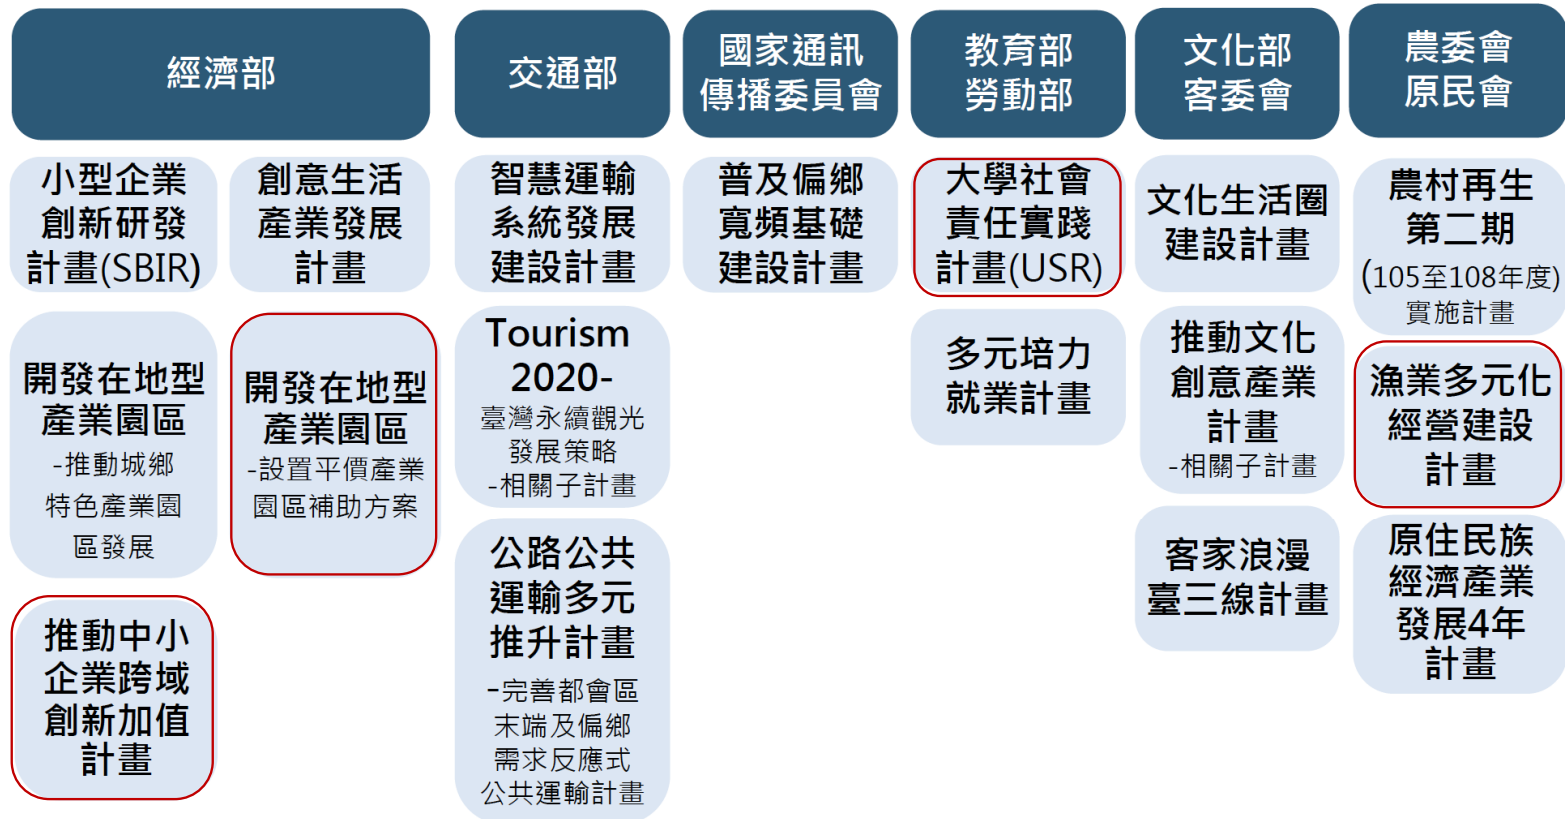 經濟部
小型企業
創新研發
計畫(SBIR)
創意生活
產業發展
計畫
開發在地型
產業園區
-推動城鄉
特色產業園
區發展
開發在地型
產業園區
-設置平價產業
園區補助方案
推動中小
企業跨域
創新加值
計畫
交通部
智慧運輸
系統發展
建設計畫
Tourism
2020-
臺灣永續觀光
發展策略
-相關子計畫
公路公共
運輸多元
推升計畫
-完善都會區
末端及偏鄉
需求反應式
公共運輸計畫
國家通訊
傳播委員會
普及偏鄉
寬頻基礎
建設計畫
教育部
勞動部
大學社會
責任實踐
計畫(USR)
多元培力
就業計畫
文化部
客委會
文化生活圈
建設計畫
推動文化
創意產業
計畫
-相關子計畫
客家浪漫
臺三線計畫
農委會
原民會
農村再生
第二期
(105至108年度)
實施計畫
漁業多元化
經營建設
計畫
原住民族
經濟產業
發展4年
計畫